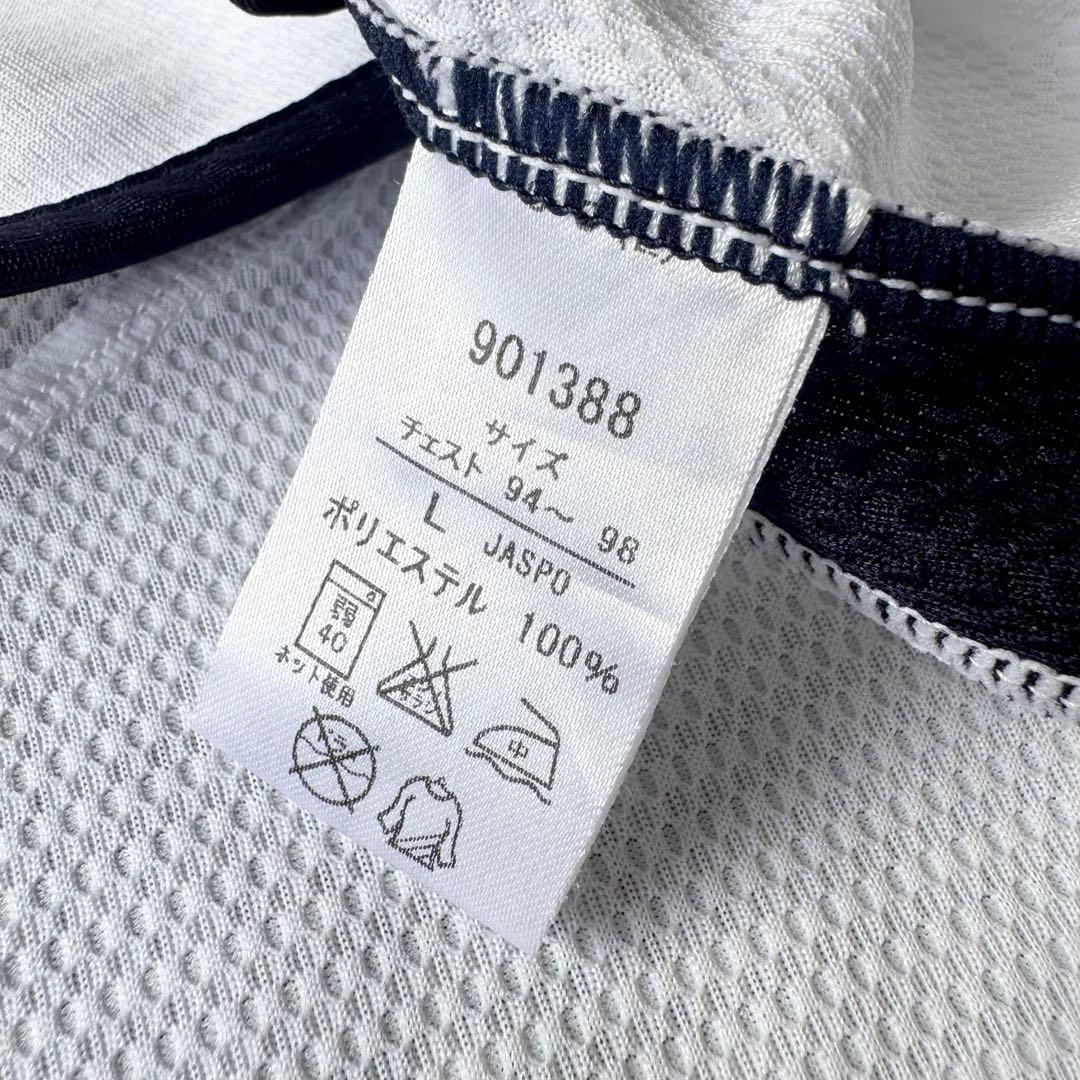 901388
サイズ
チェスト 94～ 98
L JASPO
ポリエステル 100%
弱
40
ネット使用
中